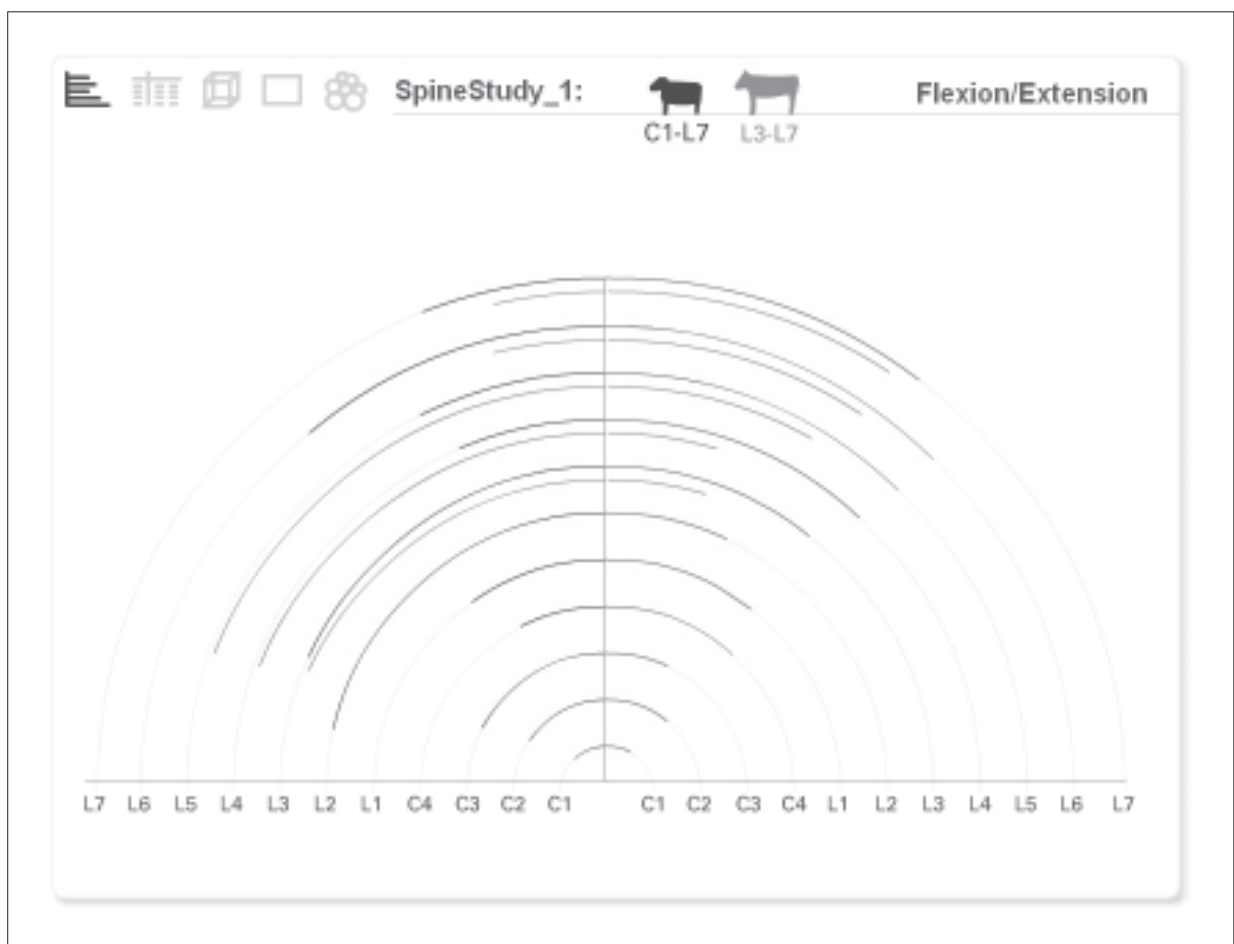 SpineStudy_1:
Flexion/Extension
C1-L7 L3-L7
L7 L6 L5 L4 L3 L2 L1 C4 C3 C2 C1 C1 C2 C3 C4 L1 L2 L3 L4 L5 L6 L7